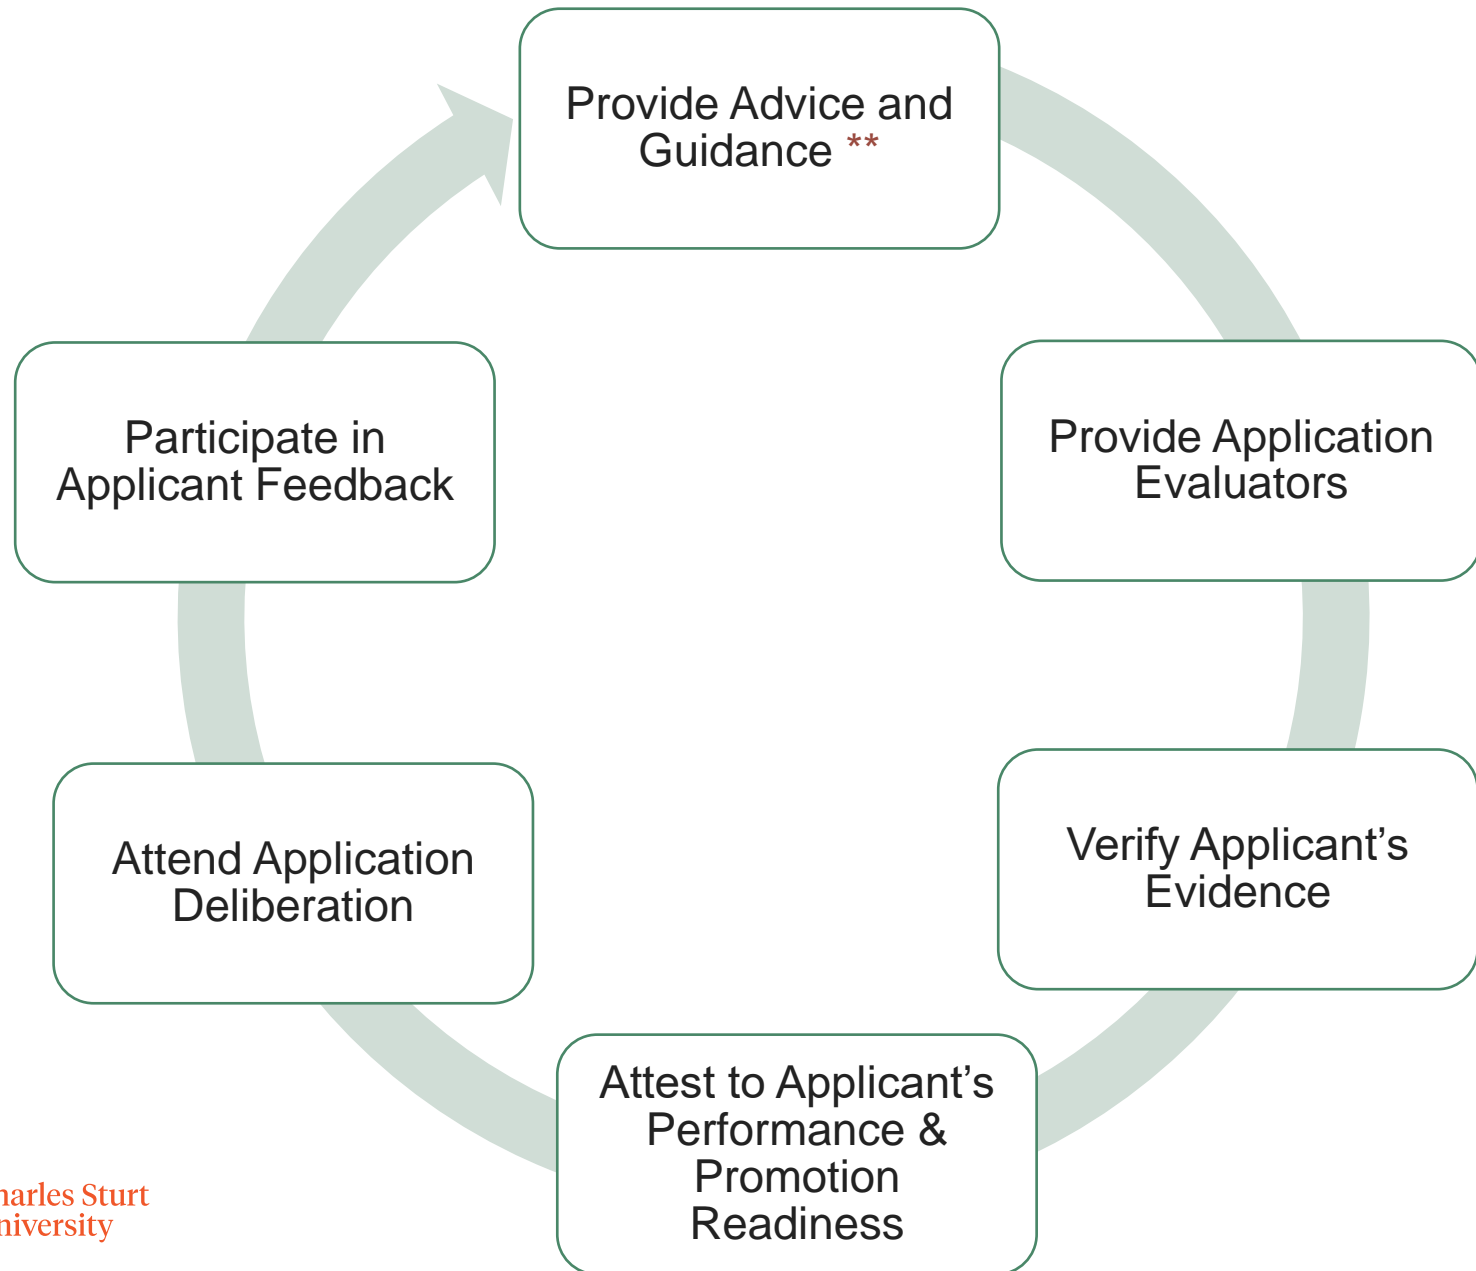 Provide Advice and
Guidance **
Provide Application
Evaluators
Verify Applicant’s
Evidence
Attest to Applicant’s
Performance &
Promotion
Readiness
Attend Application
Deliberation
Participate in
Applicant Feedback
harles Sturt
niversity